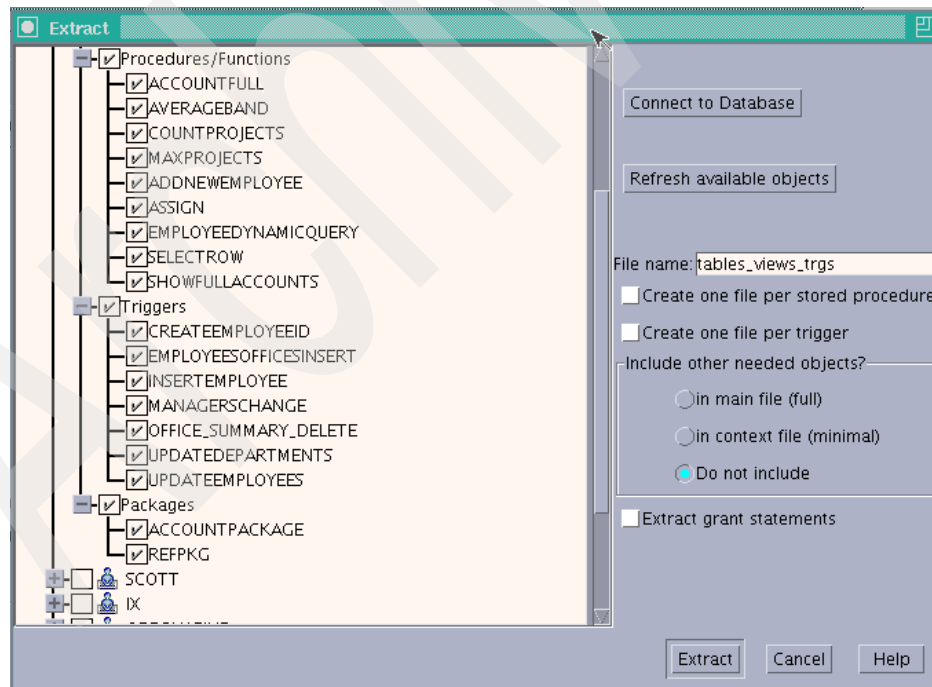 Extract
Procedures/Functions
ACCOUNTFULL
AVERAGEBAND
COUNTPROJECTS
MAXPROJECTS
ADDNEWEMPLOYEE
ASSIGN
EMPLOYEEDYNAMICQUERY
SELECTROW
SHOWFULLACCOUNTS
Triggers
CREATEEMPLOYEEID
EMPLOYEESOFFICESINSERT
INSERTEMPLOYEE
MANAGERSCHANGE
OFFICE_SUMMARY_DELETE
UPDATEDEPARTMENTS
UPDATEEMPLOYEES
Packages
ACCOUNTPACKAGE
REFPKG
SCOTT
IX
Connect to Database
Refresh available objects
File name: tables_views_trgs
Create one file per stored procedure
Create one file per trigger
Include other needed objects?
in main file (full)
in context file (minimal)
Do not include
Extract grant statements
Extract Cancel Help